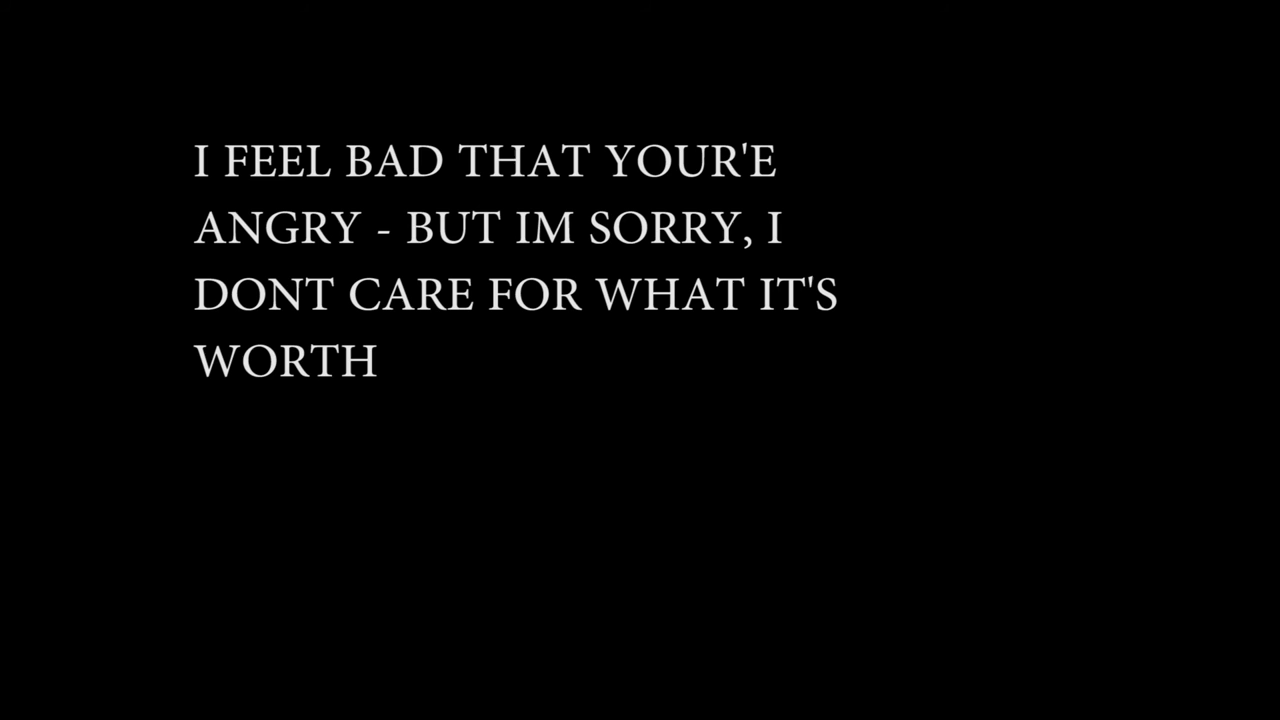 I FEEL BAD THAT YOUR'E
ANGRY - BUT IM SORRY, I
DONT CARE FOR WHAT IT'S
WORTH